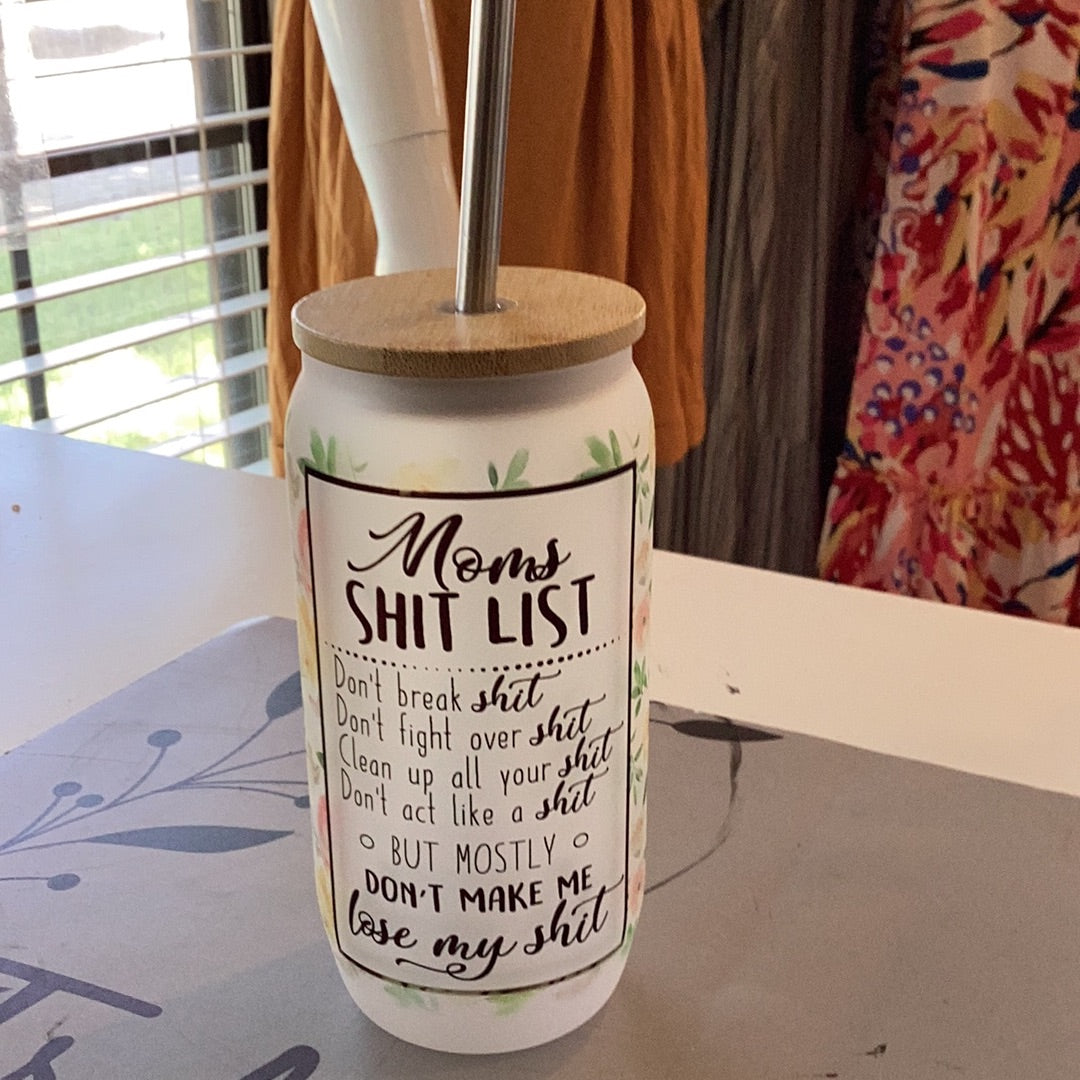 Moms
SHIT LIST
Don't break shit
Don't fight over shit
Clean up all your shit
Don't act like a shit
BUT MOSTLY
DON'T MAKE ME
lose my shit